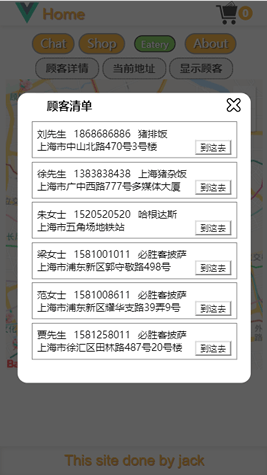 Home
0
Chat Shop Eatery About
顾客详情 当前地址 显示顾客
顾客清单
刘先生 1868686886 猪排饭
上海市中山北路470号3号楼
到这去
徐先生 1383838438 上海猪杂饭
上海市广中西路777号多媒体大厦
到这去
朱女士 1520520520 哈根达斯
上海市五角场地铁站
到这去
梁女士 1581001011 必胜客披萨
上海市浦东新区郭守敬路498号
到这去
范女士 1581008611 必胜客披萨
上海市浦东新区耀华支路39弄9号
到这去
贾先生 1581258011 必胜客披萨
上海市徐汇区田林路487号20号楼
到这去
This site done by jack